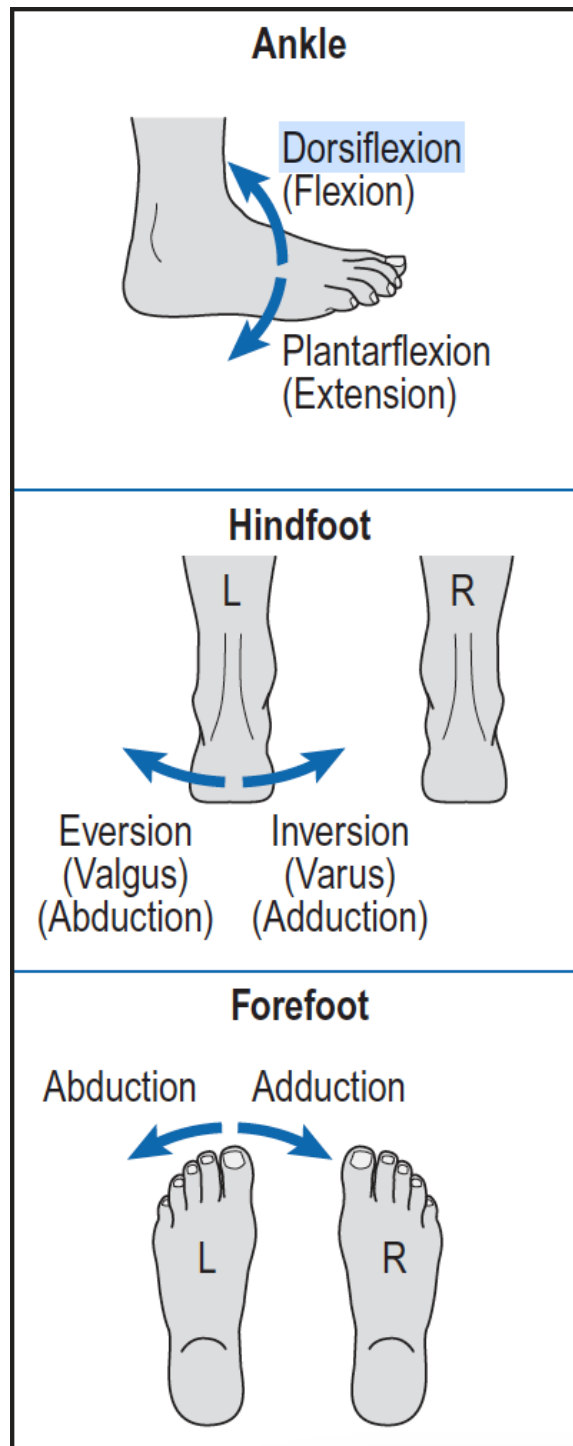 Ankle
Dorsiflexion
(Flexion)
Plantarflexion
(Extension)
Hindfoot
L R
Eversion Inversion
(Valgus) (Varus)
(Abduction) (Adduction)
Forefoot
Abduction Adduction
L R